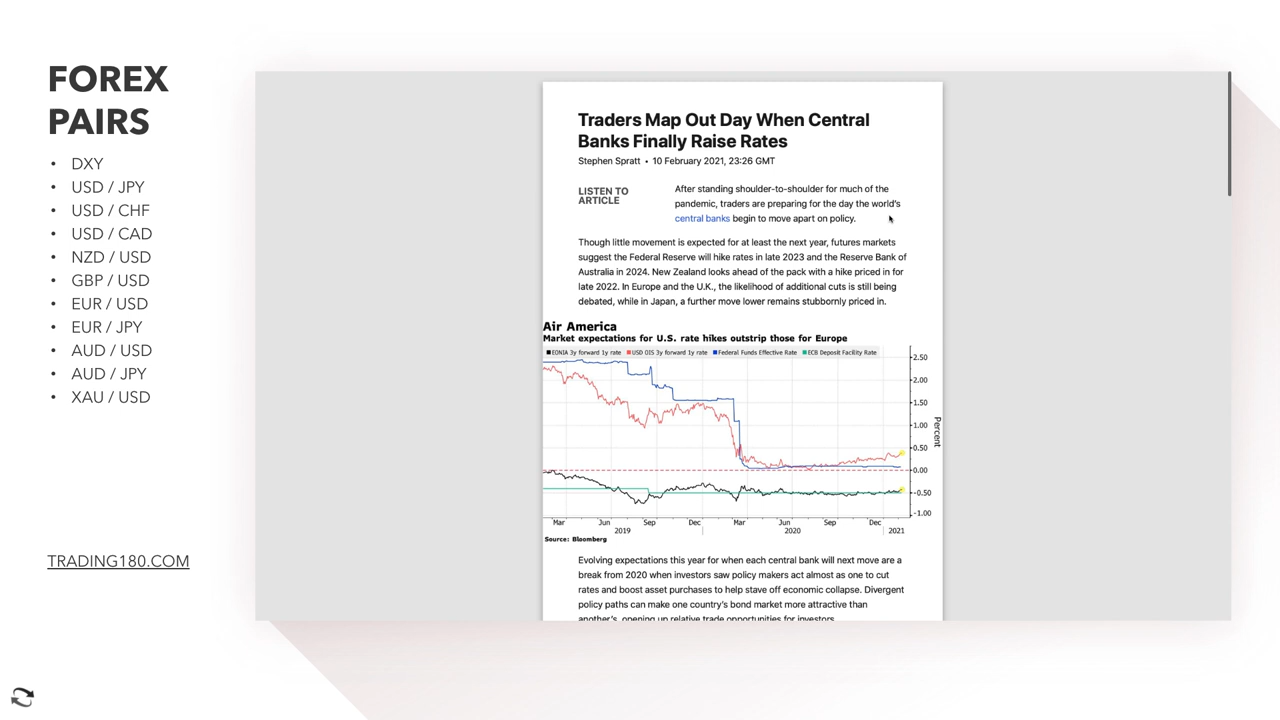 FOREX
PAIRS
• DXY
• USD / JPY
• USD / CHF
• USD / CAD
• NZD / USD
• GBP / USD
• EUR / USD
• EUR / JPY
• AUD / USD
• AUD / JPY
• XAU / USD
TRADING180.COM
Traders Map Out Day When Central
Banks Finally Raise Rates
Stephen Spratt • 10 February 2021, 23:26 GMT
LISTEN TO
ARTICLE
After standing shoulder-to-shoulder for much of the
pandemic, traders are preparing for the day the world's
central banks begin to move apart on policy.
Though little movement is expected for at least the next year, futures markets
suggest the Federal Reserve will hike rates in late 2023 and the Reserve Bank of
Australia in 2024. New Zealand looks ahead of the pack with a hike priced in for
late 2022. In Europe and the U.K., the likelihood of additional cuts is still being
debated, while in Japan, a further move lower remains stubbornly priced in.
Air America
Market expectations for U.S. rate hikes outstrip those for Europe
EONIA 3y forward 1y rate USD OIS 3y forward 1y rate Federal Funds Effective Rate ECB Deposit Facility Rate
2.50
2.00
1.50
1.00
0.50
0.00
-0.50
-1.00
Percent
Mar Jun Sep Dec Mar Jun Sep Dec
2019 2020 2021
Source: Bloomberg
Evolving expectations this year for when each central bank will next move are a
break from 2020 when investors saw policy makers act almost as one to cut
rates and boost asset purchases to help stave off economic collapse. Divergent
policy paths can make one country's bond market more attractive than
another's, opening up relative trade opportunities for investors.